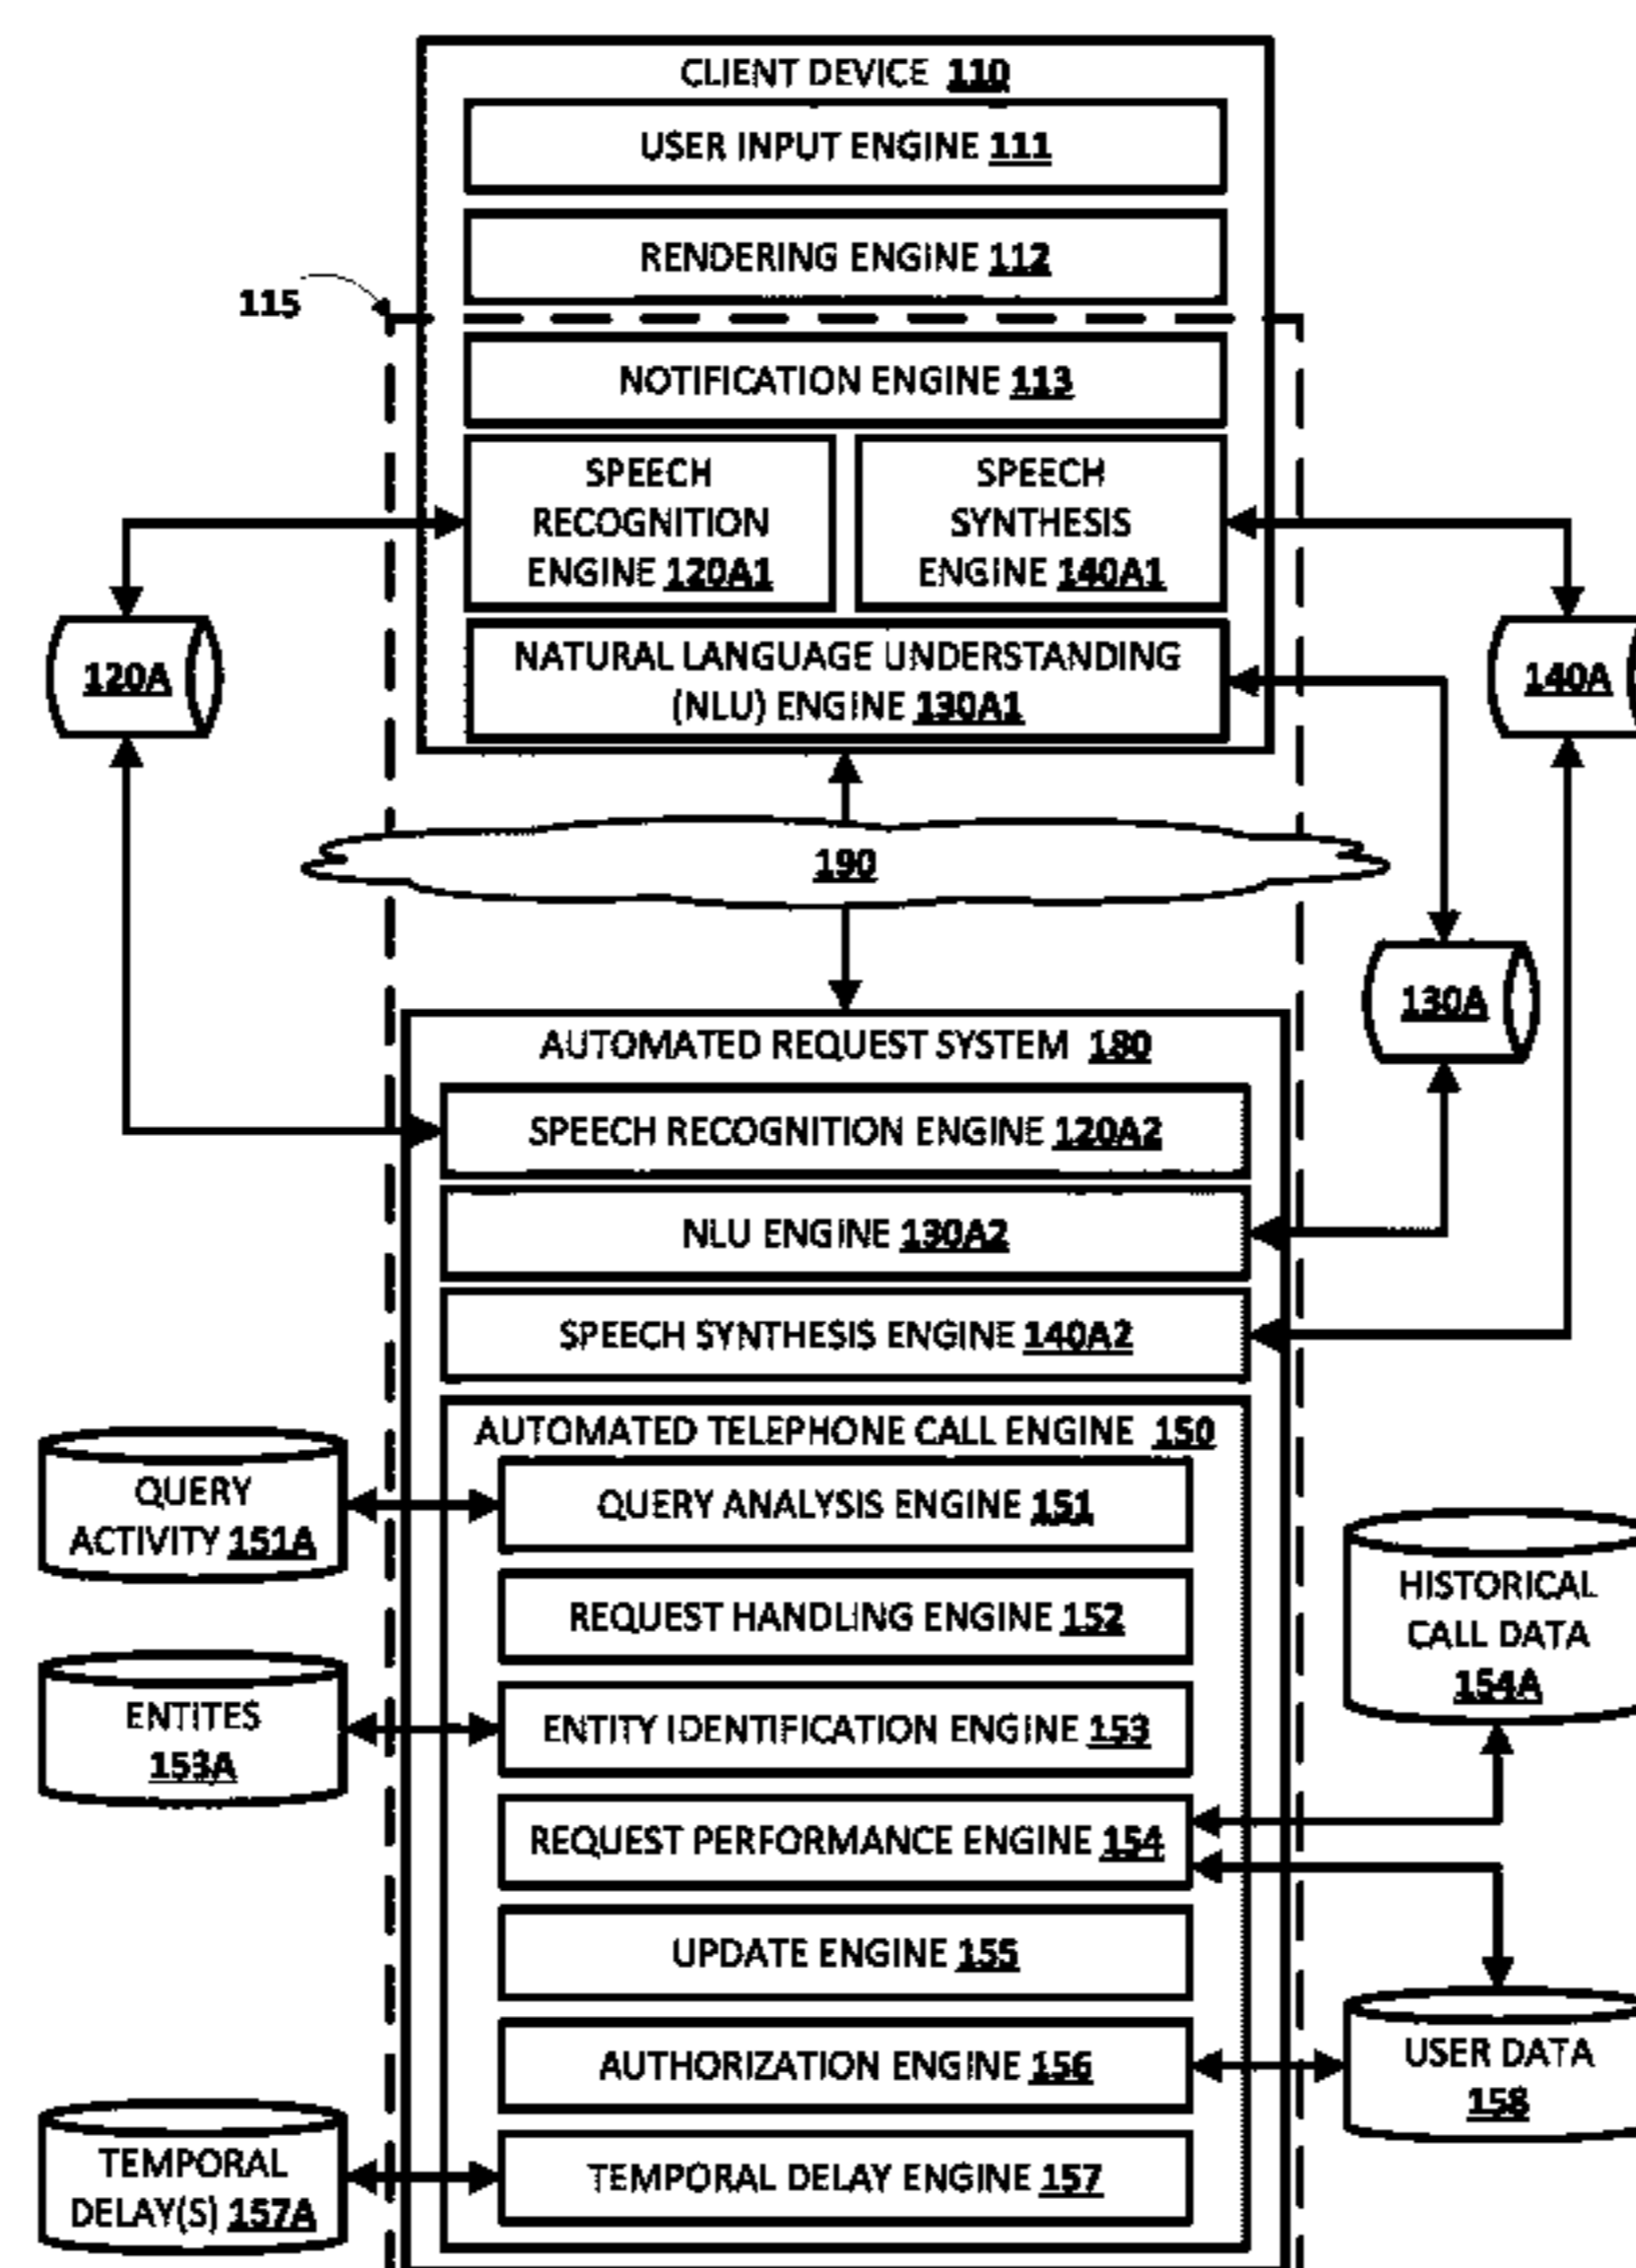 CLIENT DEVICE 110
USER INPUT ENGINE 111
RENDERING ENGINE 112
115
NOTIFICATION ENGINE 113
SPEECH
RECOGNITION
ENGINE 120A1
SPEECH
SYNTHESIS
ENGINE 140A1
120A
NATURAL LANGUAGE UNDERSTANDING
(NLU) ENGINE 130A1
140A
190
130A
AUTOMATED REQUEST SYSTEM 180
SPEECH RECOGNITION ENGINE 120A2
NLU ENGINE 130A2
SPEECH SYNTHESIS ENGINE 140A2
AUTOMATED TELEPHONE CALL ENGINE 150
QUERY
ACTIVITY 151A
QUERY ANALYSIS ENGINE 151
REQUEST HANDLING ENGINE 152
HISTORICAL
CALL DATA
154A
ENTITES
153A
ENTITY IDENTIFICATION ENGINE 153
REQUEST PERFORMANCE ENGINE 154
UPDATE ENGINE 155
AUTHORIZATION ENGINE 156
USER DATA
158
TEMPORAL
DELAY(S) 157A
TEMPORAL DELAY ENGINE 157